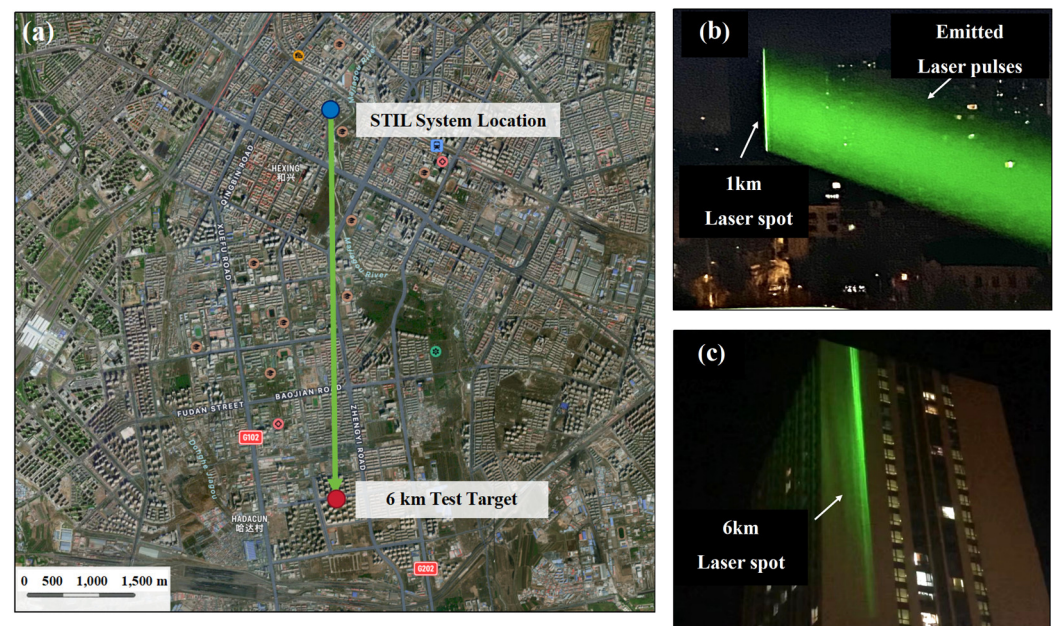 (a)
STIL System Location
HEXING
和兴
QINGBIN ROAD
XUEFU ROAD
BAOJIAN ROAD
FUDAN STREET
ZHENGYI ROAD
G102
6 km Test Target
HADACUN
哈达村
G202
0 500 1,000 1,500 m
(b)
Emitted
Laser pulses
1km
Laser spot
(c)
6km
Laser spot